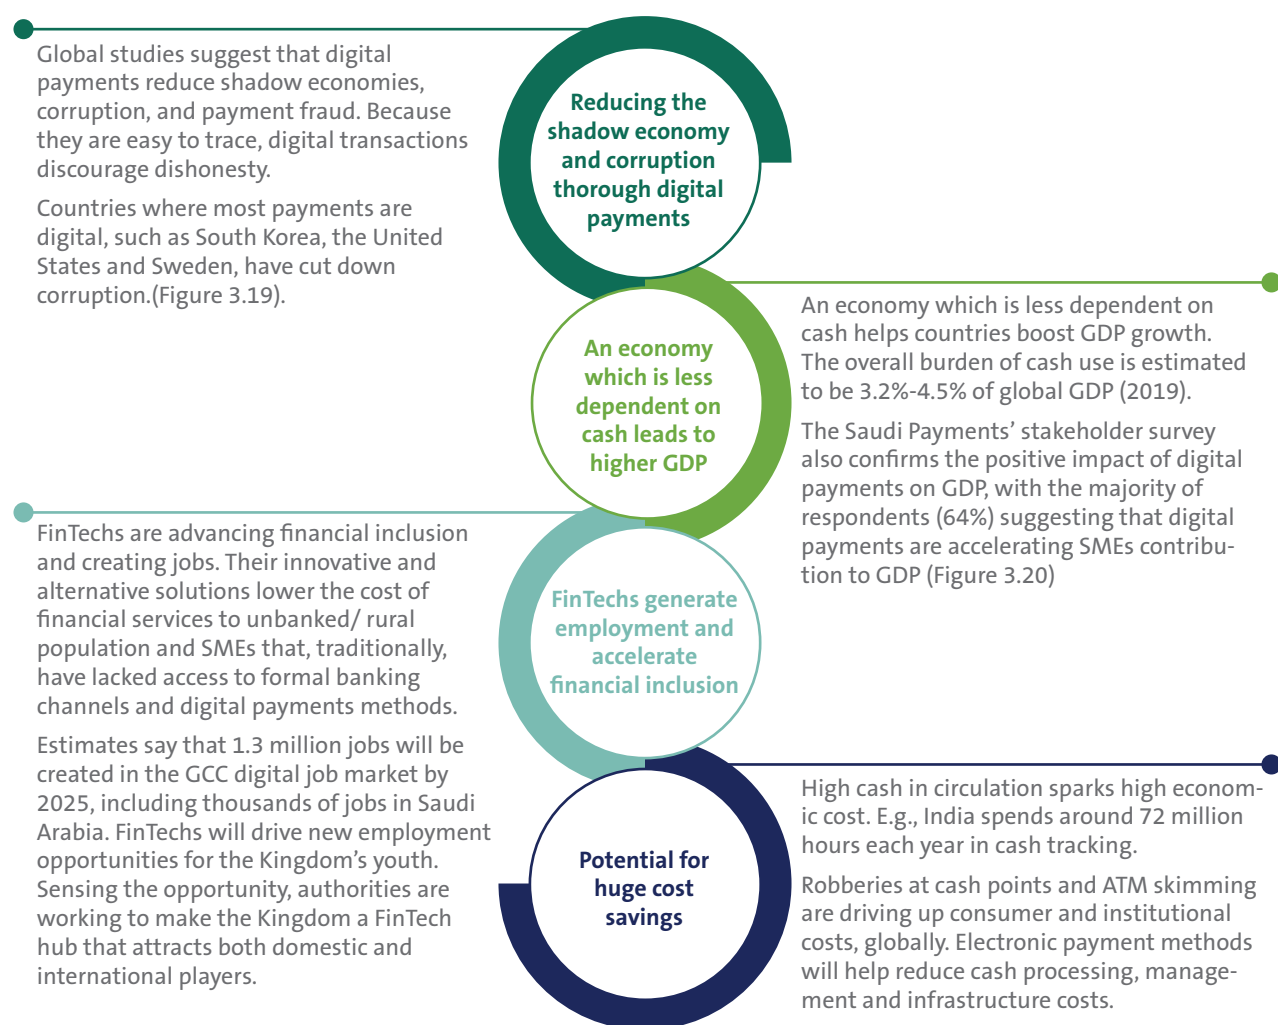 Global studies suggest that digital
payments reduce shadow economies,
corruption, and payment fraud. Because
they are easy to trace, digital transactions
discourage dishonesty.
Countries where most payments are
digital, such as South Korea, the United
States and Sweden, have cut down
corruption.(Figure 3.19).
Reducing the
shadow economy
and corruption
thorough digital
payments
An economy
which is less
dependent on
cash leads to
higher GDP
An economy which is less dependent on
cash helps countries boost GDP growth.
The overall burden of cash use is estimated
to be 3.2%-4.5% of global GDP (2019).
The Saudi Payments’ stakeholder survey
also confirms the positive impact of digital
payments on GDP, with the majority of
respondents (64%) suggesting that digital
payments are accelerating SMEs contribu-
tion to GDP (Figure 3.20)
FinTechs are advancing financial inclusion
and creating jobs. Their innovative and
alternative solutions lower the cost of
financial services to unbanked/ rural
population and SMEs that, traditionally,
have lacked access to formal banking
channels and digital payments methods.
Estimates say that 1.3 million jobs will be
created in the GCC digital job market by
2025, including thousands of jobs in Saudi
Arabia. FinTechs will drive new employment
opportunities for the Kingdom’s youth.
Sensing the opportunity, authorities are
working to make the Kingdom a FinTech
hub that attracts both domestic and
international players.
FinTechs generate
employment and
accelerate
financial inclusion
Potential for
huge cost
savings
High cash in circulation sparks high econom-
ic cost. E.g., India spends around 72 million
hours each year in cash tracking.
Robberies at cash points and ATM skimming
are driving up consumer and institutional
costs, globally. Electronic payment methods
will help reduce cash processing, manage-
ment and infrastructure costs.